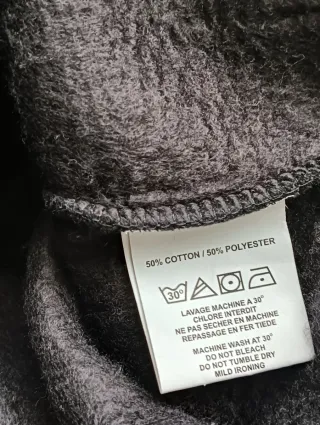 50% COTTON / 50% POLYESTER
30°
LAVAGE MACHINE A 30°
CHLORE INTERDIT
NE PAS SECHER EN MACHINE
REPASSAGE EN FER TIEDE
MACHINE WASH AT 30°
DO NOT BLEACH
DO NOT TUMBLE DRY
MILD IRONING